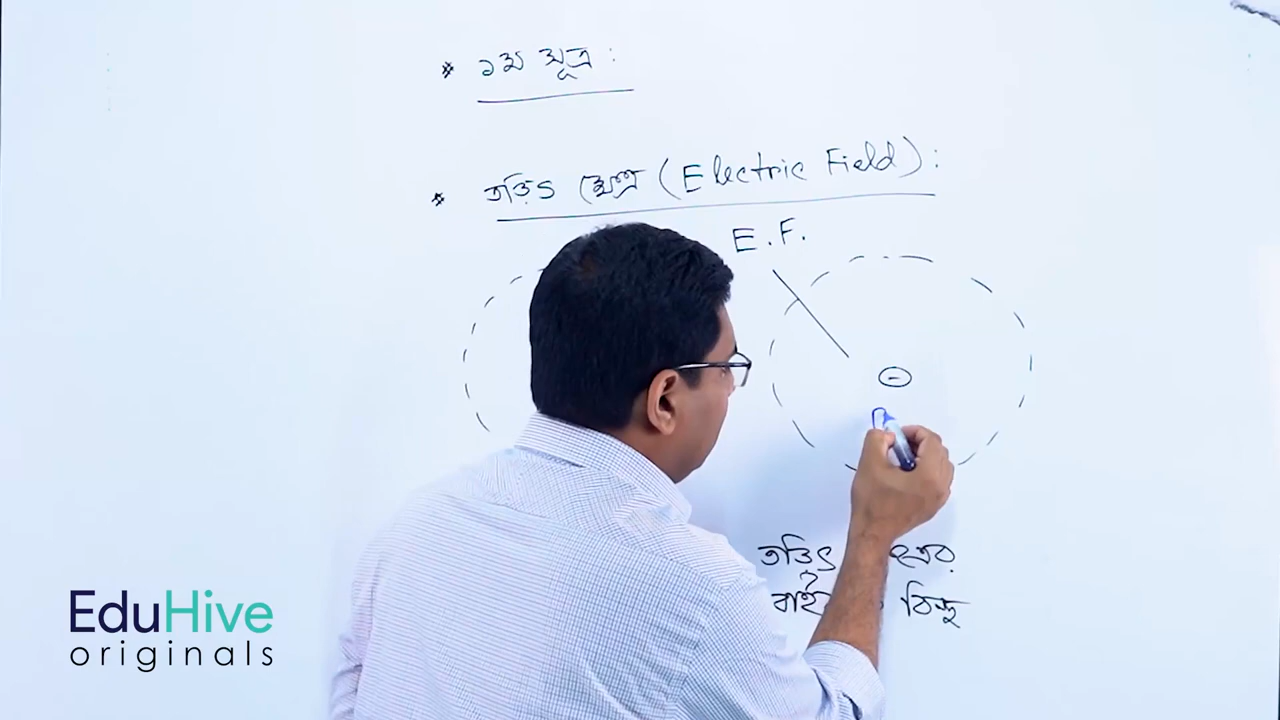 * ১ম সূত্র :
* তড়িৎ ক্ষেত্র (Electric Field) :
E.F.
-
তড়িৎ
বিন্দু
EduHive
originals